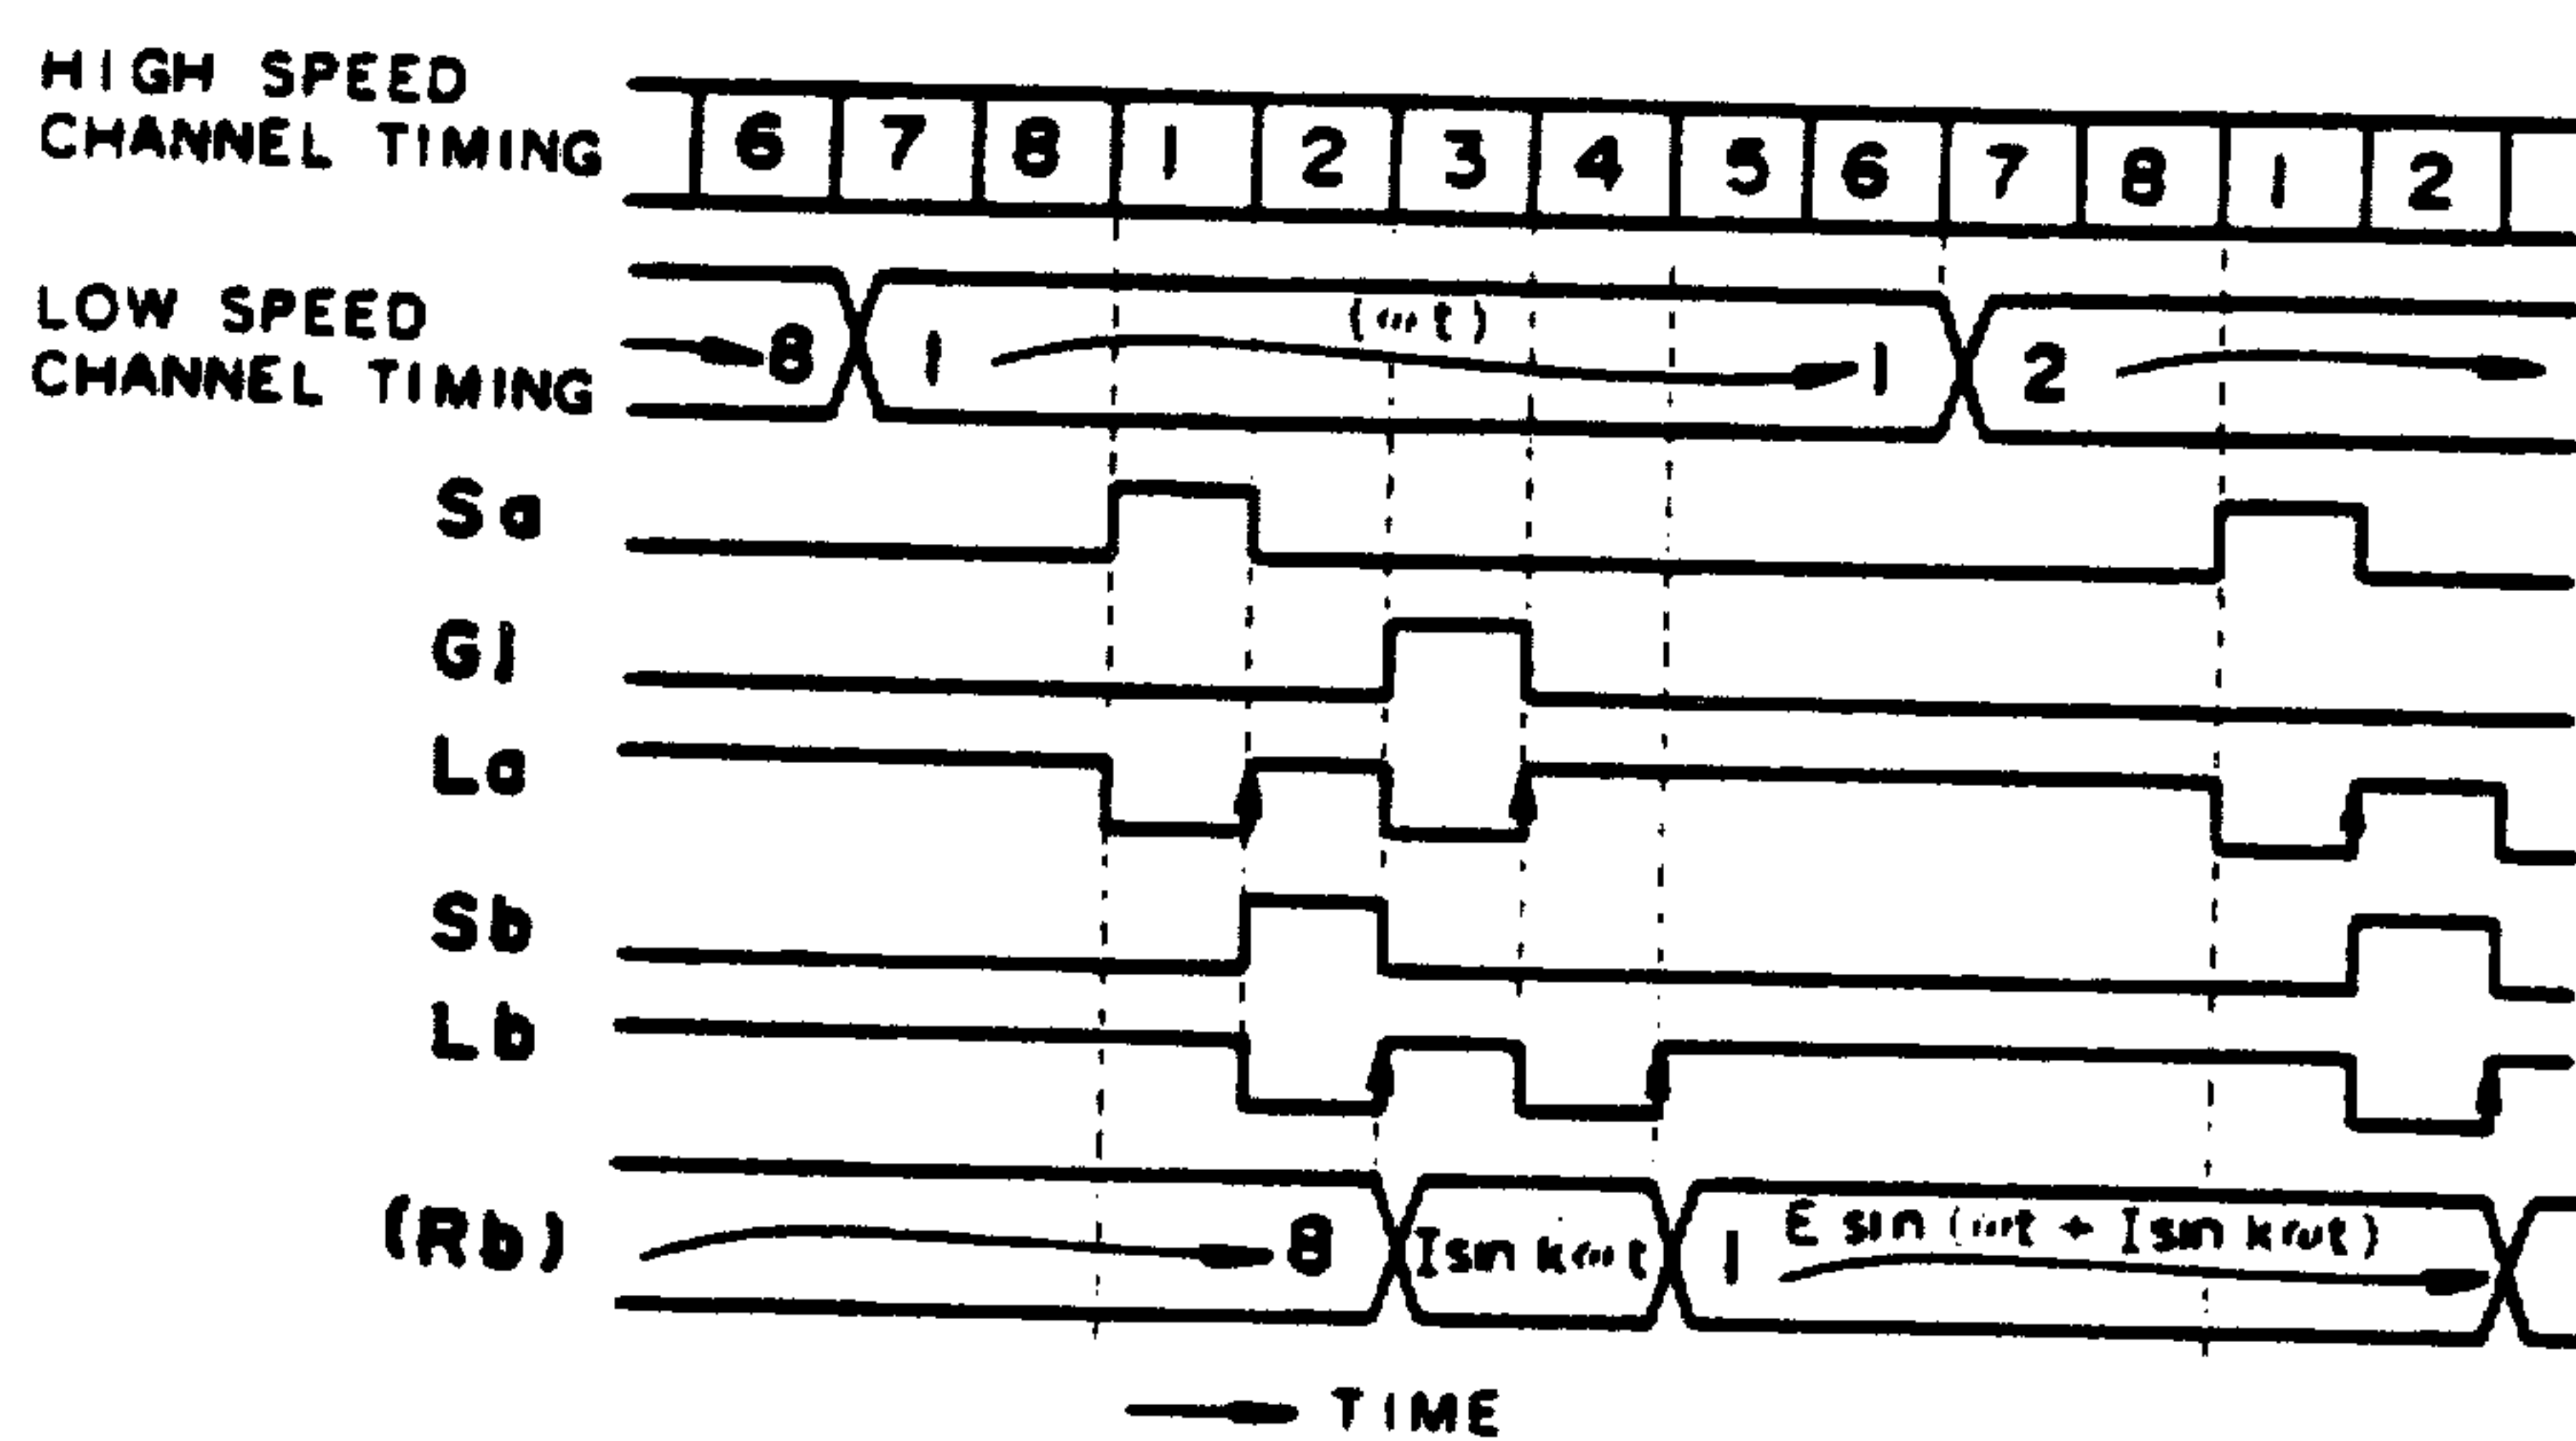 HIGH SPEED
CHANNEL TIMING
6 7 8 1 2 3 4 5 6 7 8 1 2
LOW SPEED
CHANNEL TIMING
8 1 (ωt) 1 2
Sa
GI
La
Sb
Lb
(Rb)
8 I sin kωt 1 E sin (ωt + I sin kωt)
TIME